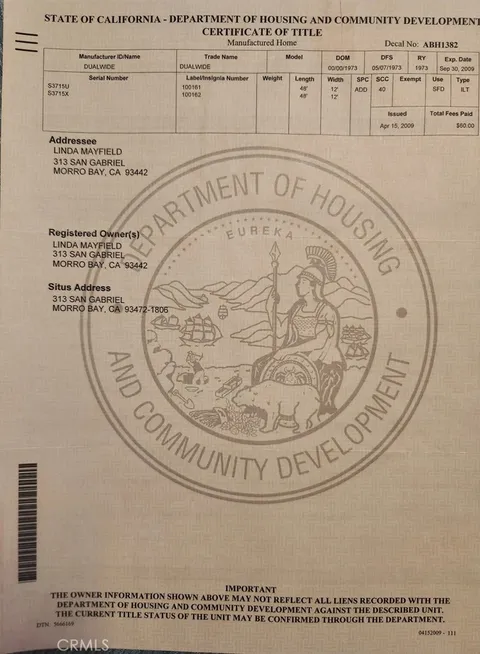 STATE OF CALIFORNIA - DEPARTMENT OF HOUSING AND COMMUNITY DEVELOPMENT
CERTIFICATE OF TITLE
Manufactured Home Decal No: ABH1382
Manufacturer ID/Name Trade Name Model DOM DFS RY Exp. Date
DUALWIDE DUALWIDE 00/00/1973 05/07/1973 1973 Sep 30, 2009
Serial Number Label/Insignia Number Weight Length Width SPC SCC Exempt Use Type
S3715U 100161 48' 12' ADD 40 SFD ILT
S3715X 100162 48' 12'
Issued Total Fees Paid
Apr 15, 2009 $60.00
Addressee
LINDA MAYFIELD
313 SAN GABRIEL
MORRO BAY, CA 93442
Registered Owner(s)
LINDA MAYFIELD
313 SAN GABRIEL
MORRO BAY, CA 93442
Situs Address
313 SAN GABRIEL
MORRO BAY, CA 93472-1806
DEPARTMENT OF HOUSING
EUREKA
AND COMMUNITY DEVELOPMENT
IMPORTANT
THE OWNER INFORMATION SHOWN ABOVE MAY NOT REFLECT ALL LIENS RECORDED WITH THE
DEPARTMENT OF HOUSING AND COMMUNITY DEVELOPMENT AGAINST THE DESCRIBED UNIT.
THE CURRENT TITLE STATUS OF THE UNIT MAY BE CONFIRMED THROUGH THE DEPARTMENT.
DTN: 5666169
04152009 - 111
CRMLS